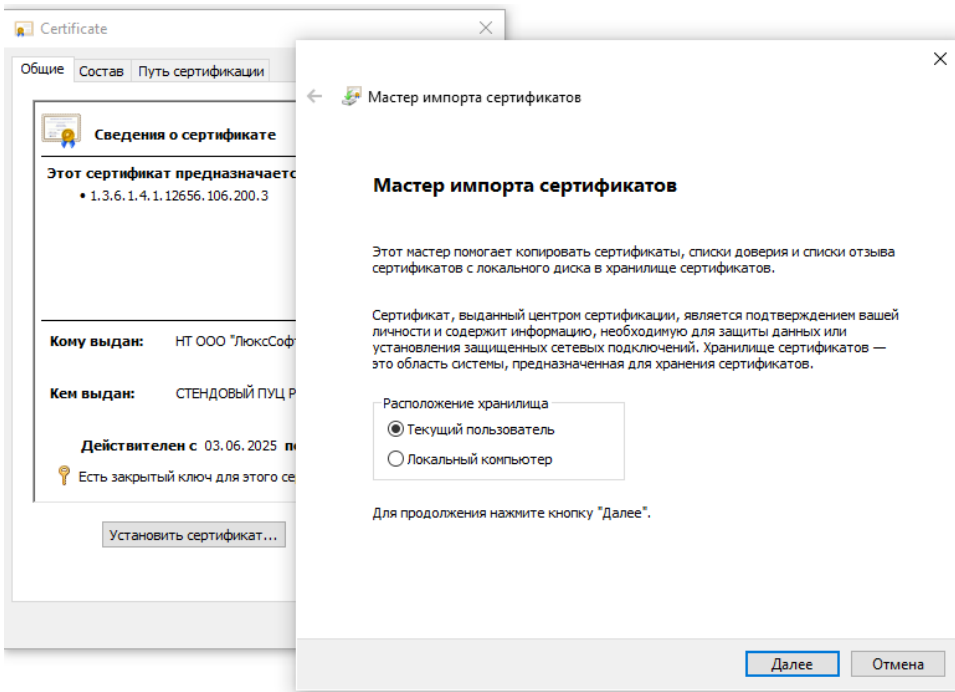 Certificate
Общие
Состав
Путь сертификации
Сведения о сертификате
Этот сертификат предназначаетс
• 1.3.6.1.4.1.12656.106.200.3
Кому выдан: НТ ООО "ЛюксСофт
Кем выдан: СТЕНДОВЫЙ ПУЦ Р
Действителен с 03.06.2025 по
Есть закрытый ключ для этого се
Установить сертификат...
Мастер импорта сертификатов
Мастер импорта сертификатов
Этот мастер помогает копировать сертификаты, списки доверия и списки отзыва
сертификатов с локального диска в хранилище сертификатов.
Сертификат, выданный центром сертификации, является подтверждением вашей
личности и содержит информацию, необходимую для защиты данных или
установления защищенных сетевых подключений. Хранилище сертификатов —
это область системы, предназначенная для хранения сертификатов.
Расположение хранилища
Текущий пользователь
Локальный компьютер
Для продолжения нажмите кнопку "Далее".
Далее
Отмена